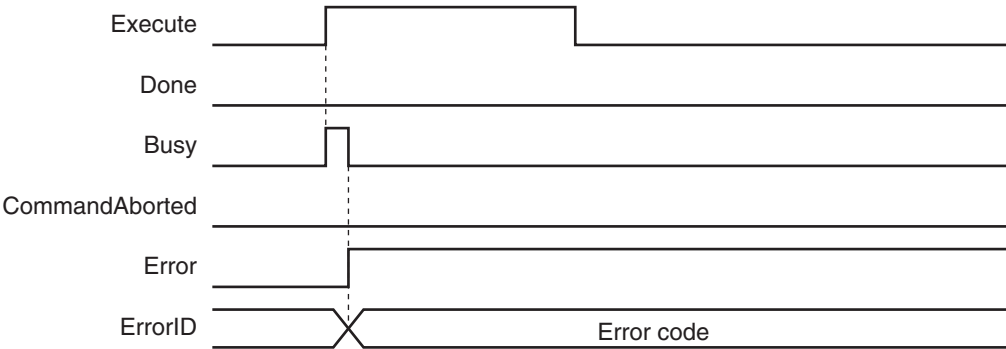 Execute
Done
Busy
CommandAborted
Error
ErrorID
Error code